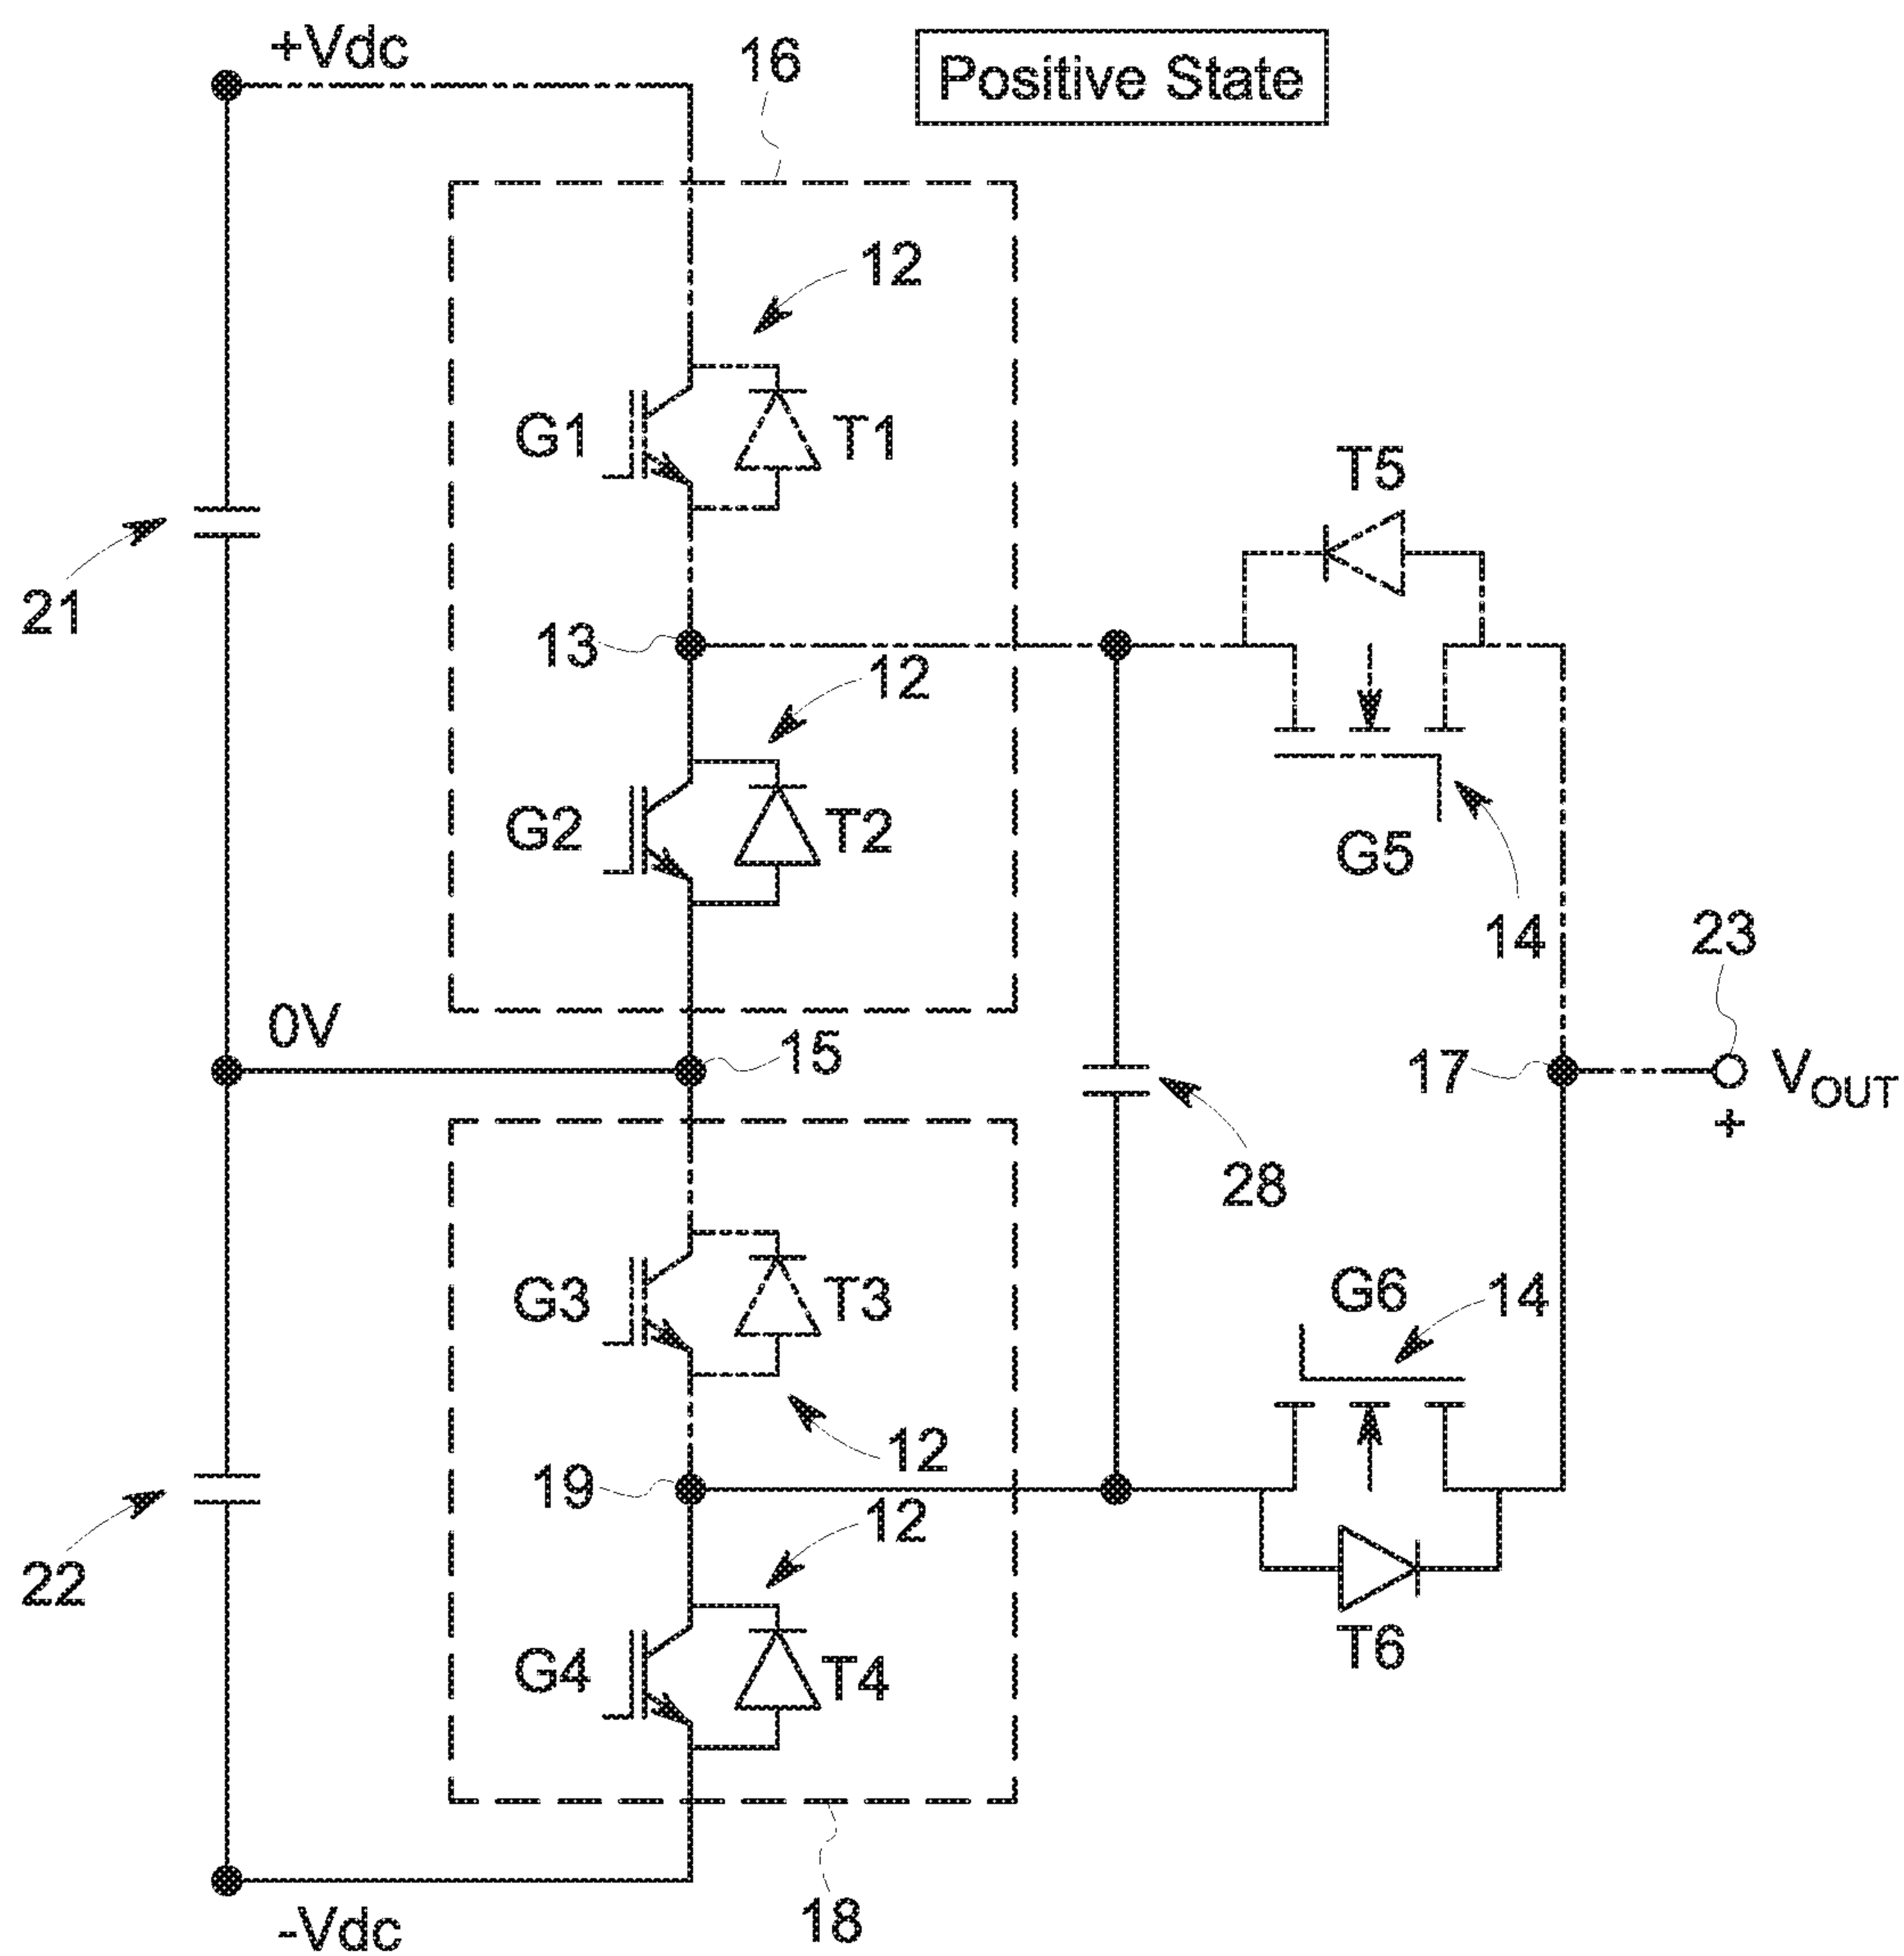 +Vdc
16
Positive State
12
G1
T1
T5
21
13
12
G2
T2
G5
14
23
0V
15
17
VOUT
+
28
G3
T3
G6
14
12
19
12
22
G4
T4
T6
-Vdc
18